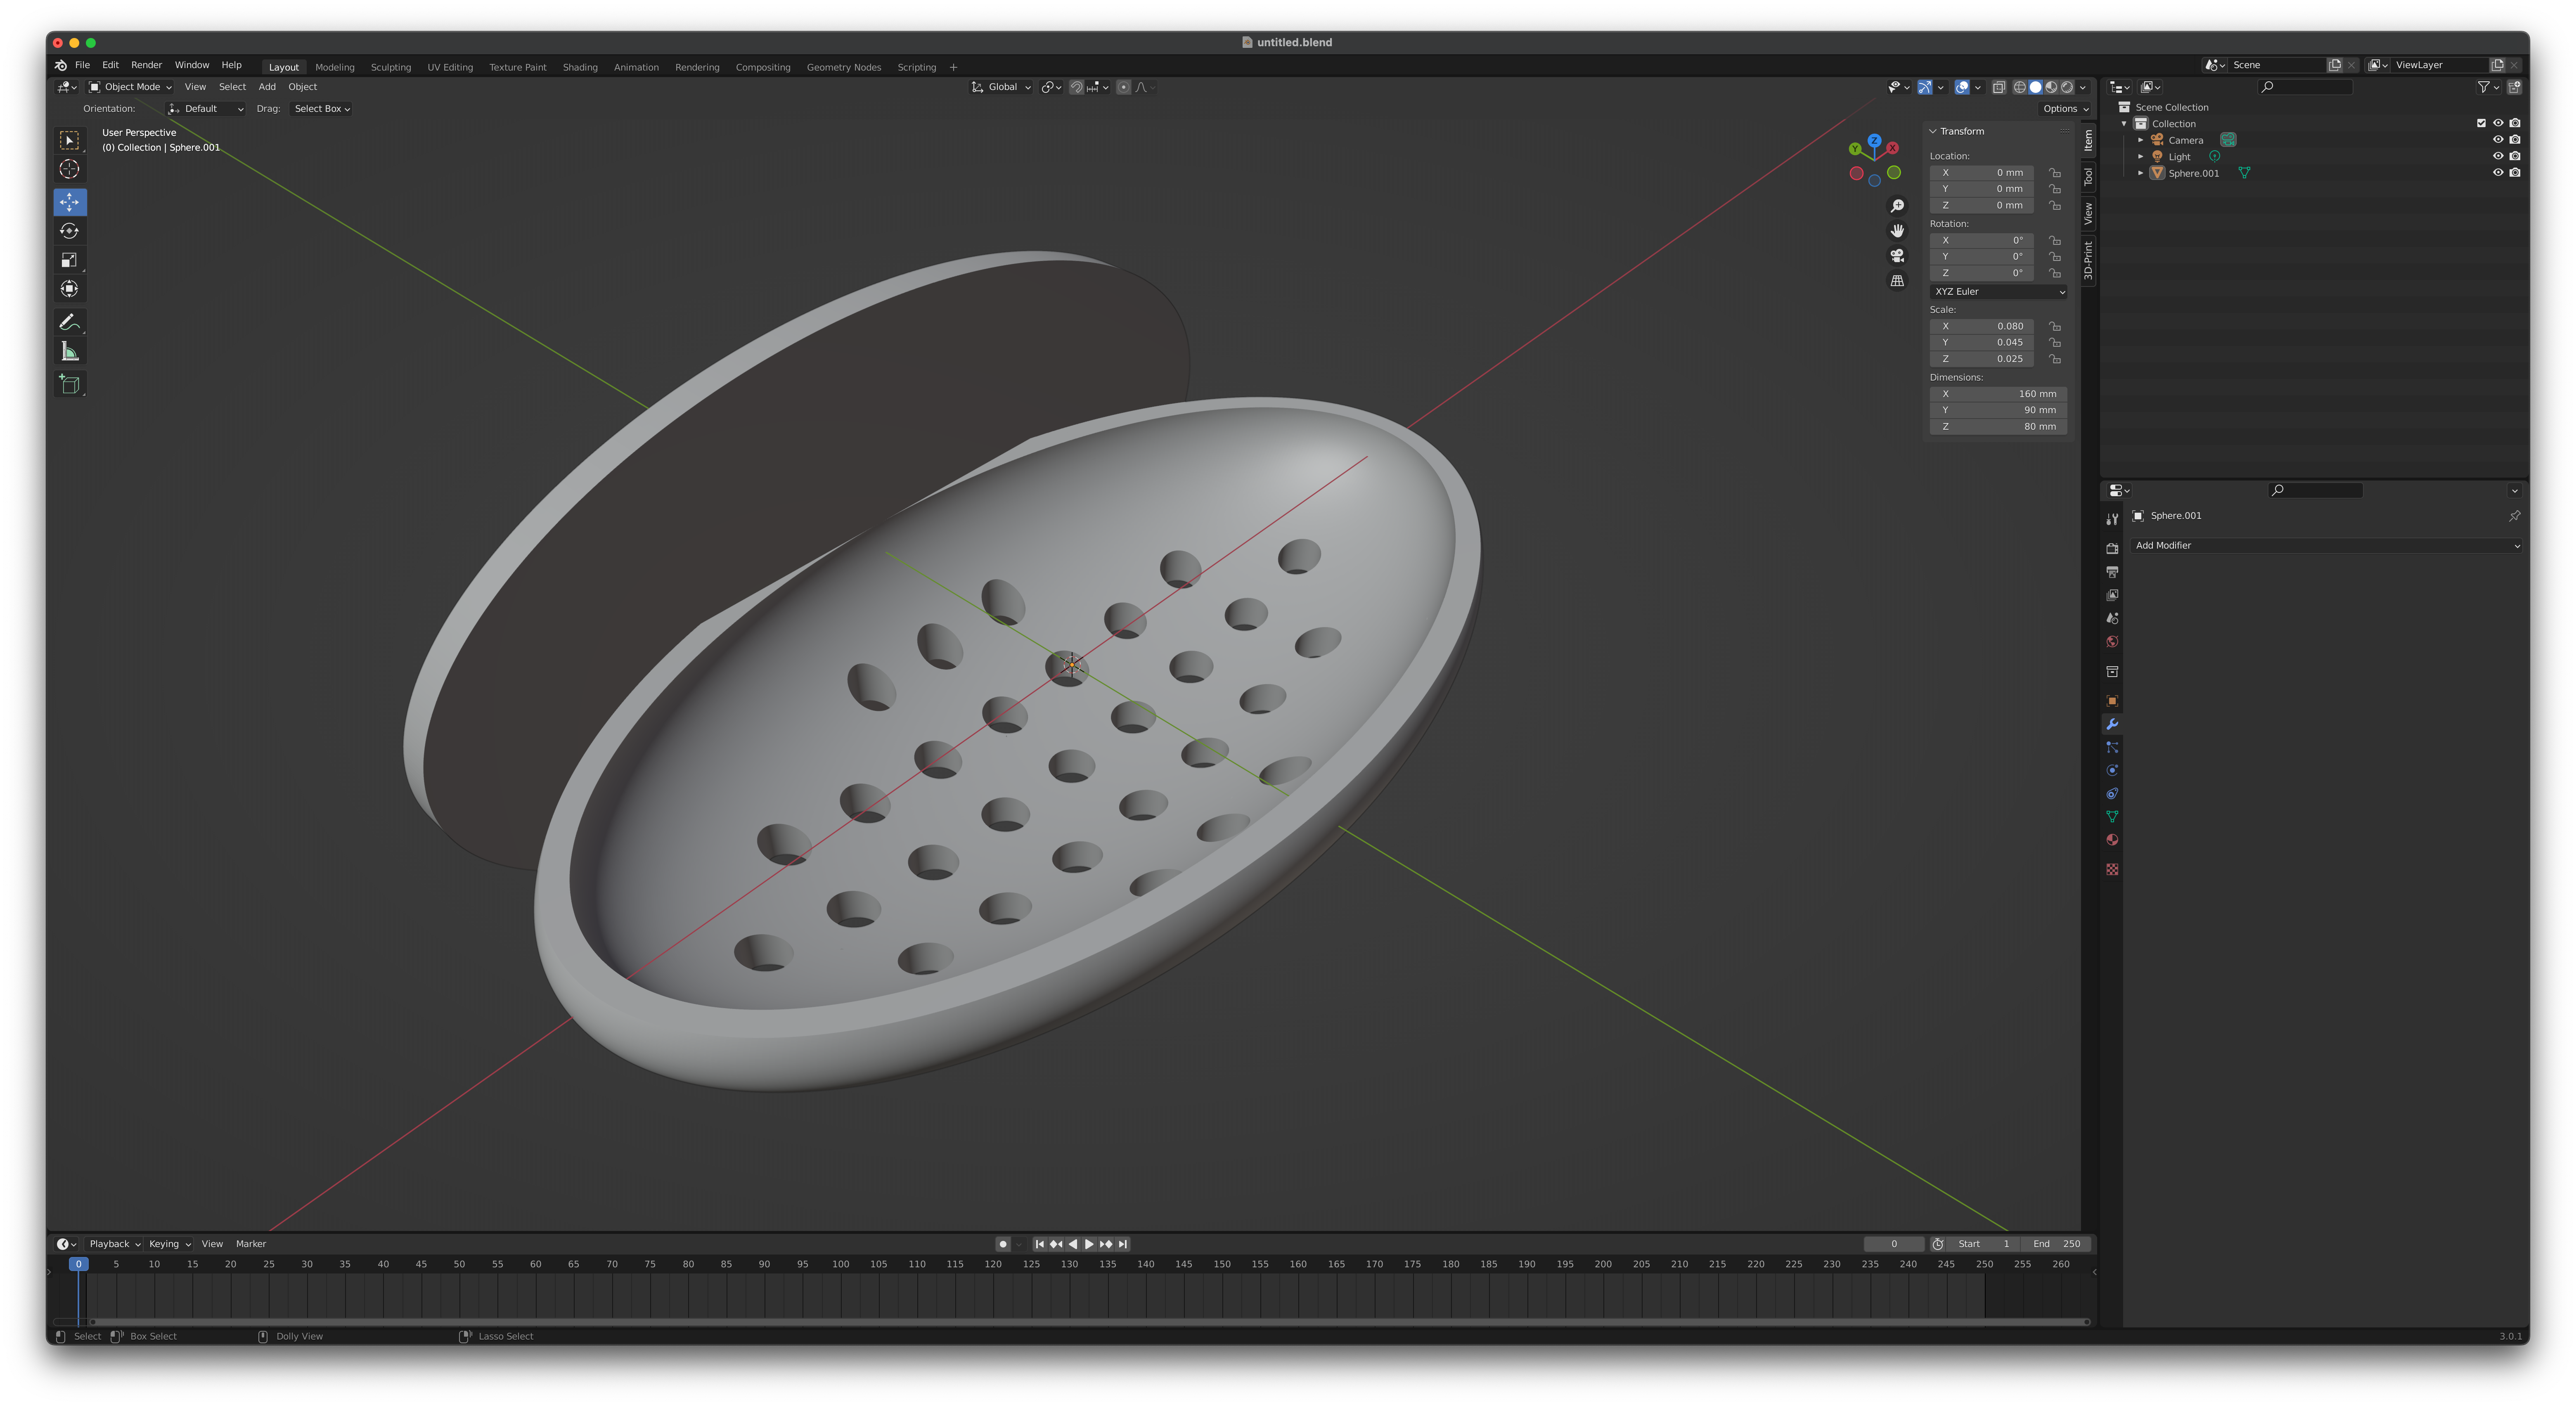 untitled.blend
File Edit Render Window Help Layout Modeling Sculpting UV Editing Texture Paint Shading Animation Rendering Compositing Geometry Nodes Scripting + Scene ViewLayer
Object Mode View Select Add Object Global
Orientation: Default Drag: Select Box Options
User Perspective
(0) Collection | Sphere.001
Z
Y X
Transform
Location:
X 0 mm
Y 0 mm
Z 0 mm
Rotation:
X 0°
Y 0°
Z 0°
XYZ Euler
Scale:
X 0.080
Y 0.045
Z 0.025
Dimensions:
X 160 mm
Y 90 mm
Z 80 mm
Item
Tool
View
3D-Print
Scene Collection
Collection
Camera
Light
Sphere.001
Sphere.001
Add Modifier
Playback Keying View Marker 0 Start 1 End 250
0 5 10 15 20 25 30 35 40 45 50 55 60 65 70 75 80 85 90 95 100 105 110 115 120 125 130 135 140 145 150 155 160 165 170 175 180 185 190 195 200 205 210 215 220 225 230 235 240 245 250 255 260
Select Box Select Dolly View Lasso Select 3.0.1